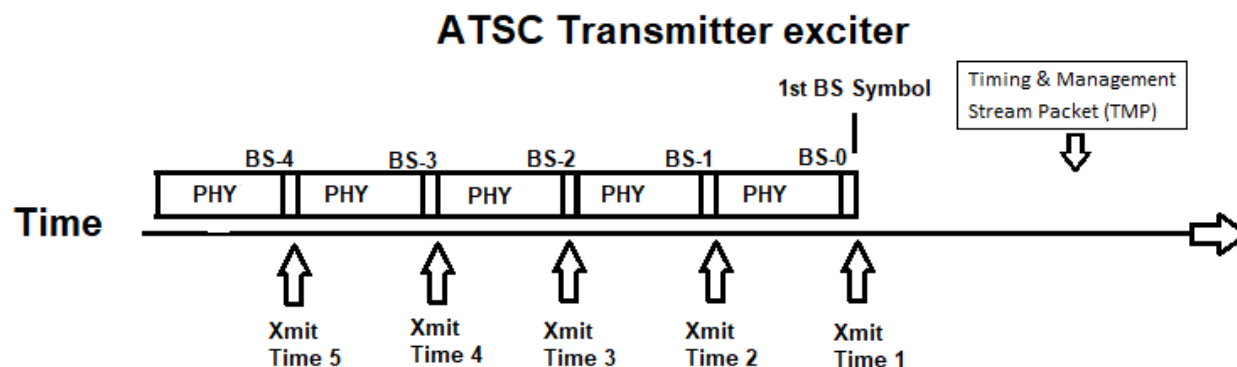 ATSC Transmitter exciter
Timing & Management
Stream Packet (TMP)
1st BS Symbol
BS-4 BS-3 BS-2 BS-1 BS-0
PHY PHY PHY PHY PHY
Time
Xmit Time 5
Xmit Time 4
Xmit Time 3
Xmit Time 2
Xmit Time 1